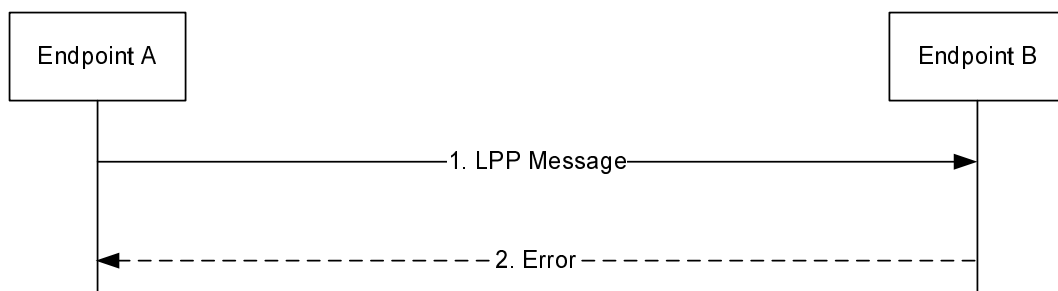 Endpoint A
Endpoint B
1. LPP Message
2. Error